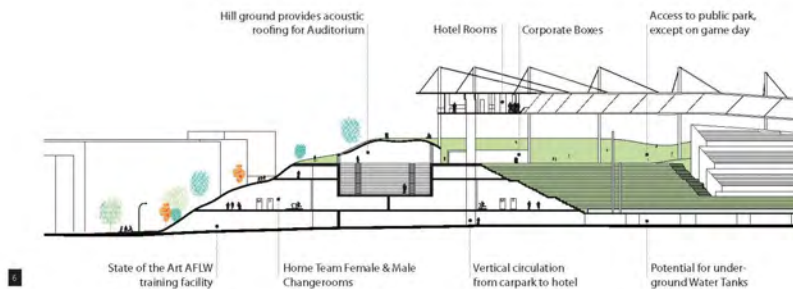 Hill ground provides acoustic
roofing for Auditorium
Hotel Rooms
Corporate Boxes
Access to public park,
except on game day
State of the Art AFLW
training facility
Home Team Female & Male
Changerooms
Vertical circulation
from carpark to hotel
Potential for under-
ground Water Tanks
6